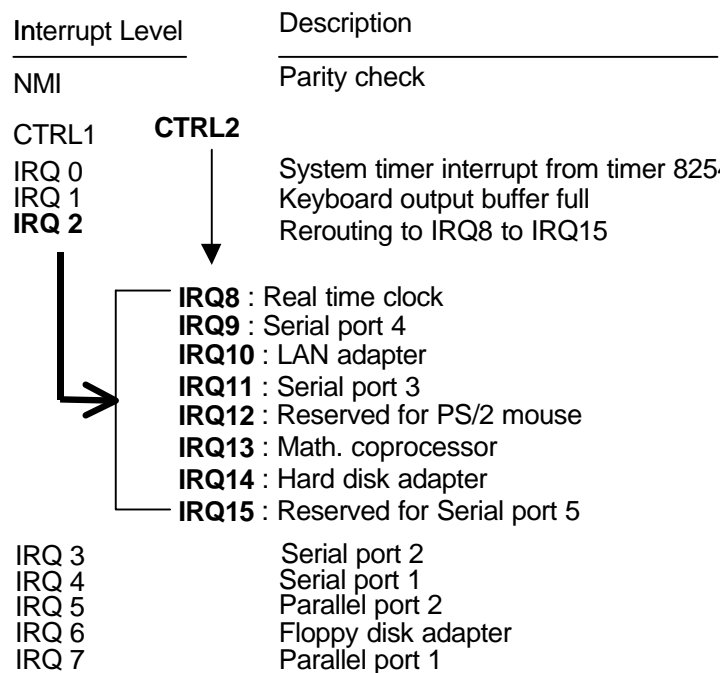 Interrupt Level Description
NMI Parity check
CTRL1 CTRL2
IRQ 0 System timer interrupt from timer 8254
IRQ 1 Keyboard output buffer full
IRQ 2 Rerouting to IRQ8 to IRQ15
IRQ8 : Real time clock
IRQ9 : Serial port 4
IRQ10 : LAN adapter
IRQ11 : Serial port 3
IRQ12 : Reserved for PS/2 mouse
IRQ13 : Math. coprocessor
IRQ14 : Hard disk adapter
IRQ15 : Reserved for Serial port 5
IRQ 3 Serial port 2
IRQ 4 Serial port 1
IRQ 5 Parallel port 2
IRQ 6 Floppy disk adapter
IRQ 7 Parallel port 1